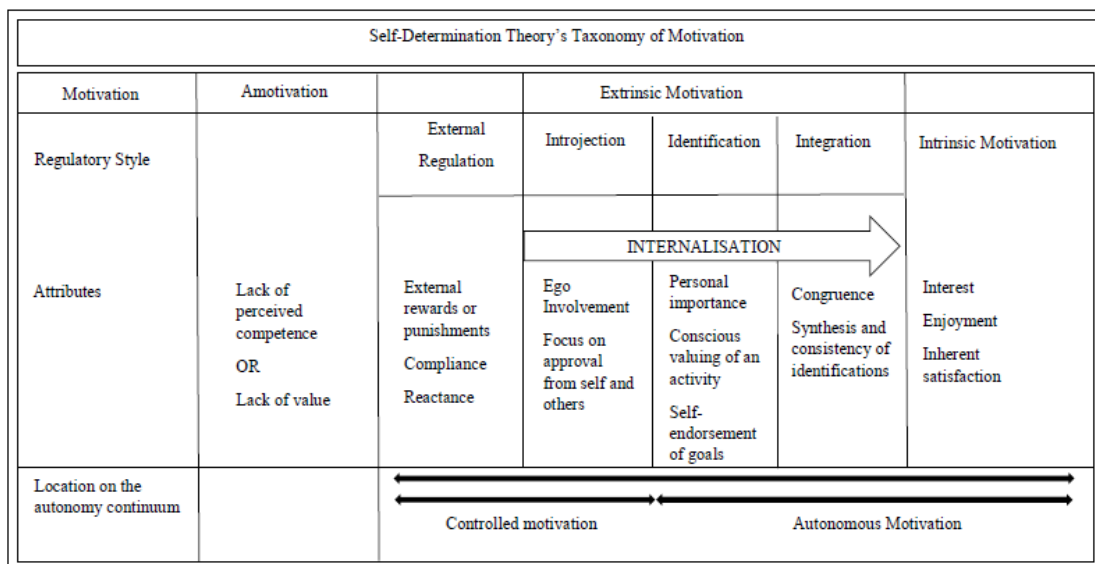 Self-Determination Theory's Taxonomy of Motivation
Motivation
Amotivation
Extrinsic Motivation
Regulatory Style
External
Regulation
Introjection
Identification
Integration
Intrinsic Motivation
INTERNALISATION
Attributes
Lack of
perceived
competence
OR
Lack of value
External
rewards or
punishments
Compliance
Reactance
Ego
Involvement
Focus on
approval
from self and
others
Personal
importance
Conscious
valuing of an
activity
Self-
endorsement
of goals
Congruence
Synthesis and
consistency of
identifications
Interest
Enjoyment
Inherent
satisfaction
Location on the
autonomy continuum
Controlled motivation
Autonomous Motivation